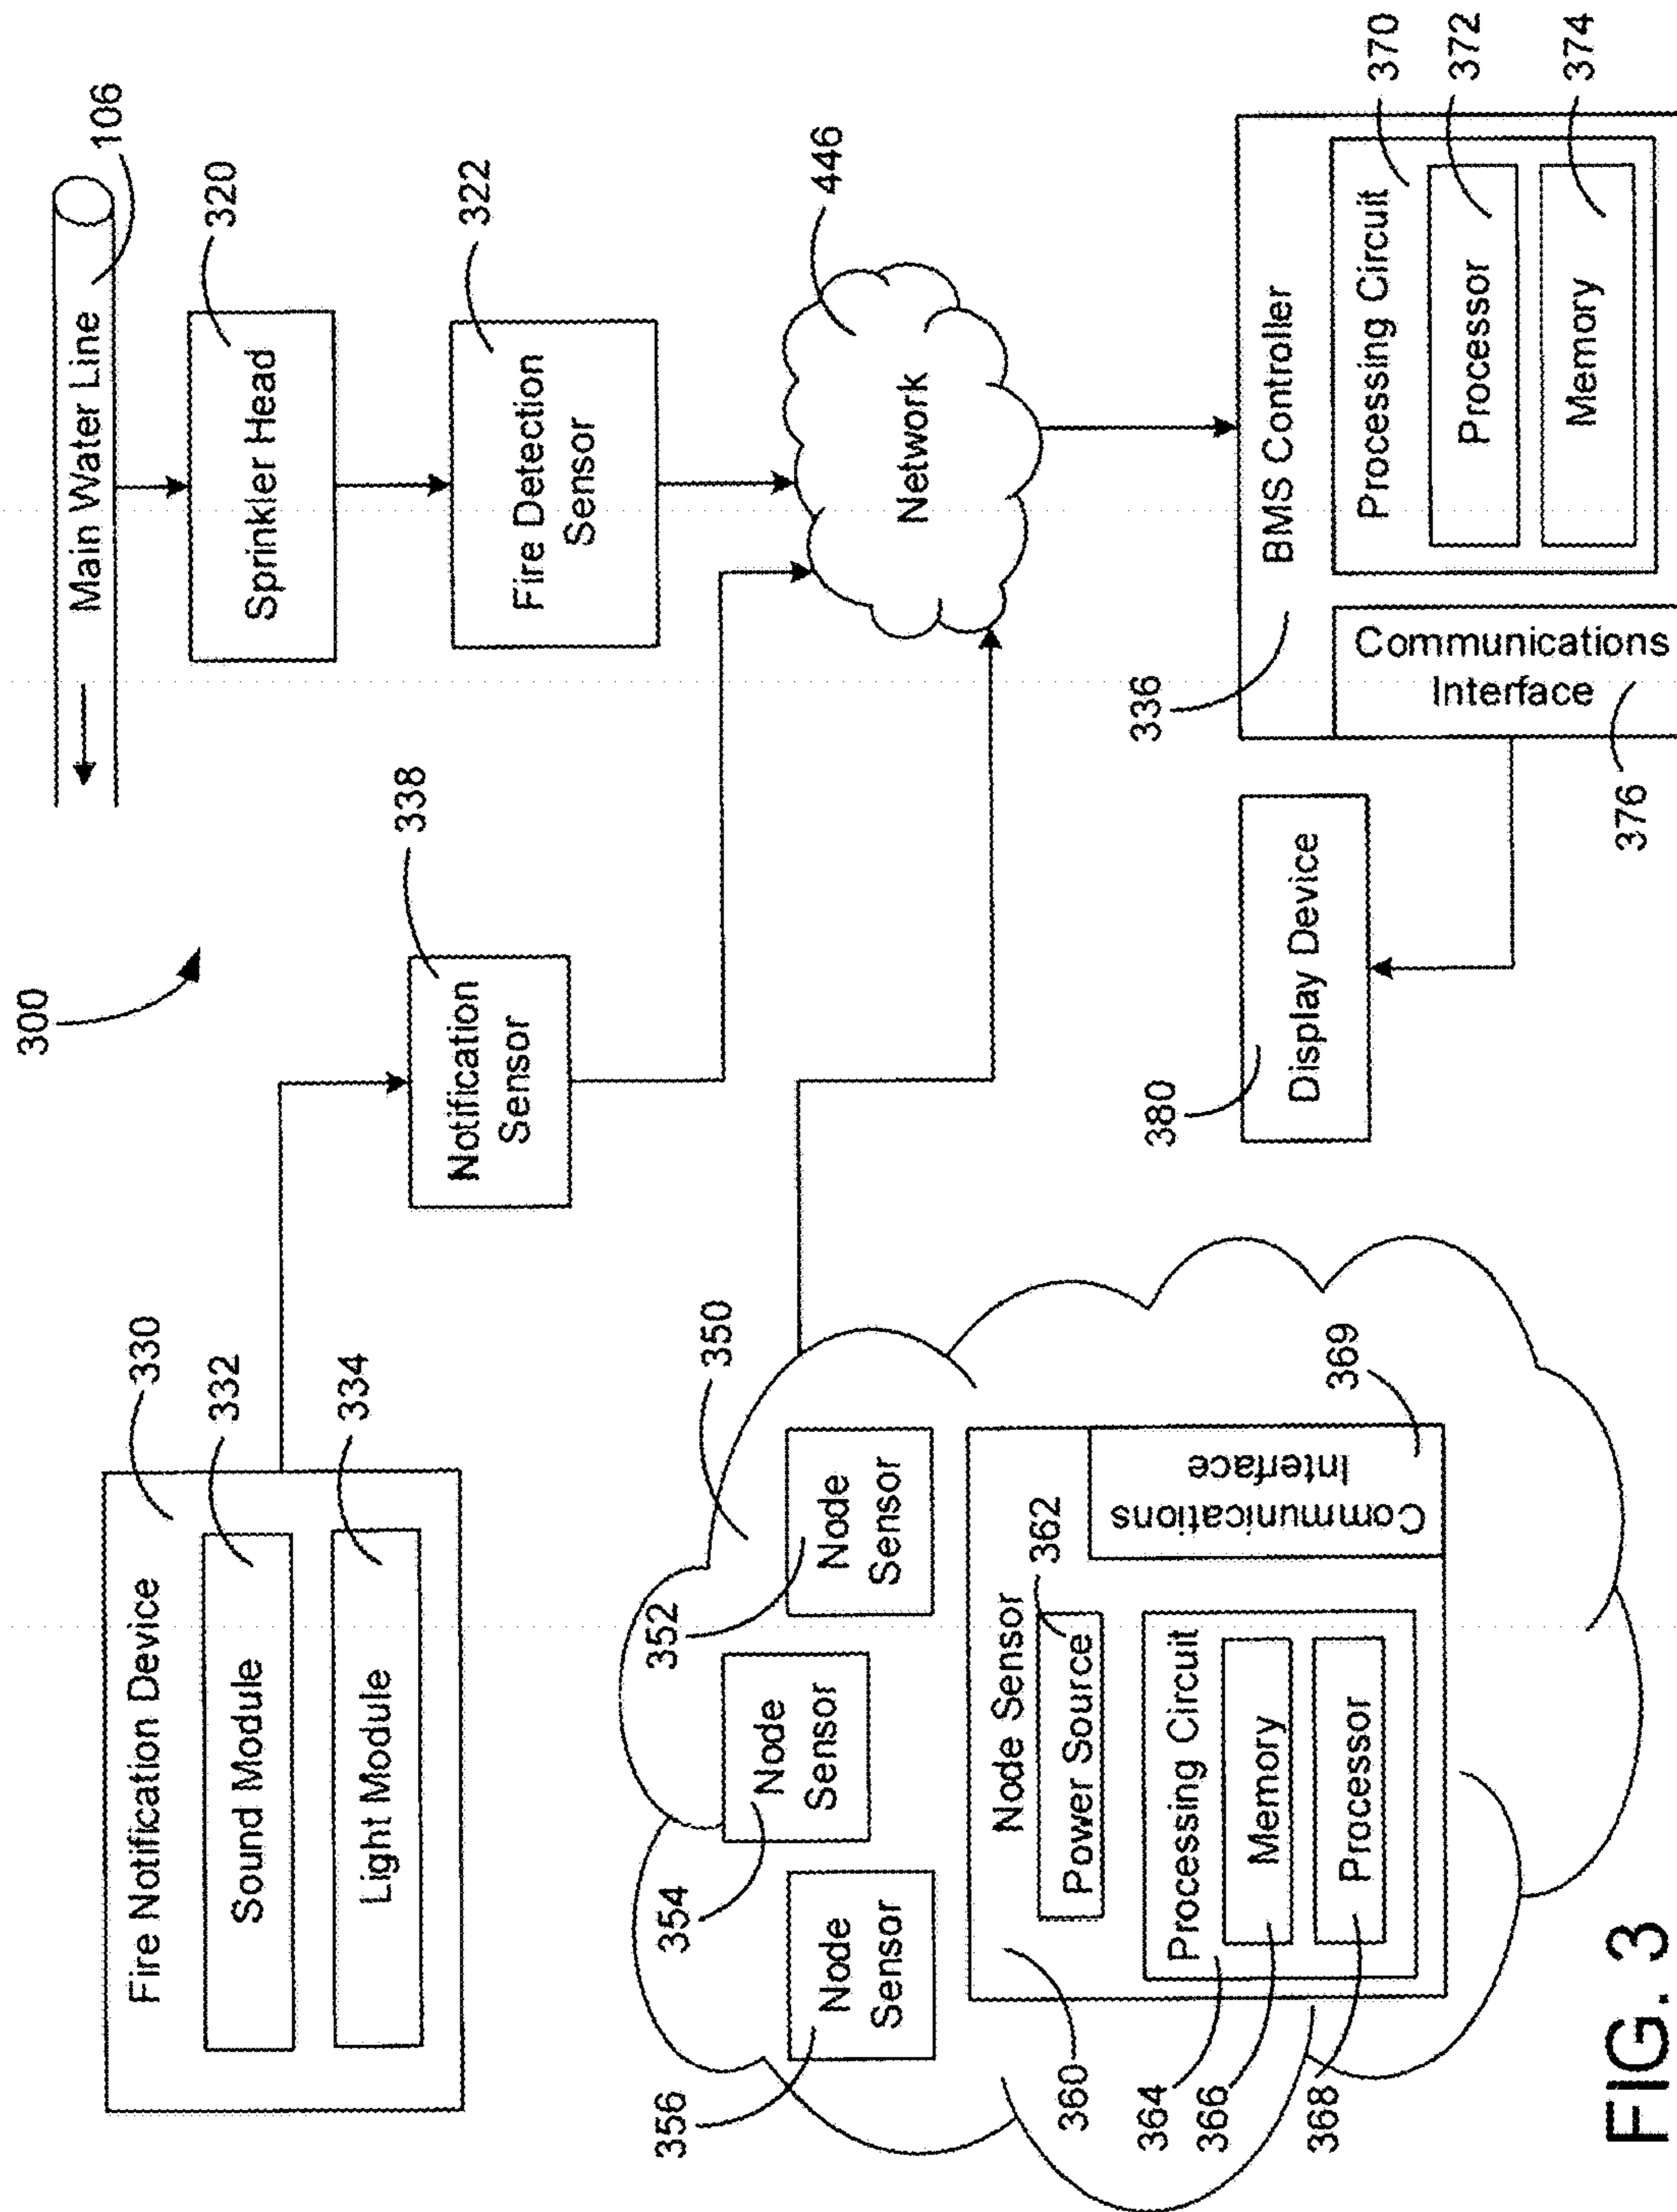 300
Main Water Line
106
Sprinkler Head
320
Fire Detection
Sensor
322
Notification
Sensor
338
Fire Notification Device
330
Sound Module
332
Light Module
334
350
Node
Sensor
356
Node
Sensor
354
Node
Sensor
352
Node Sensor
360
Power Source
362
Processing Circuit
364
Memory
366
Processor
368
Communications
Interface
369
Network
446
BMS Controller
336
Processing Circuit
370
Processor
372
Memory
374
Communications
Interface
376
Display Device
380
FIG. 3